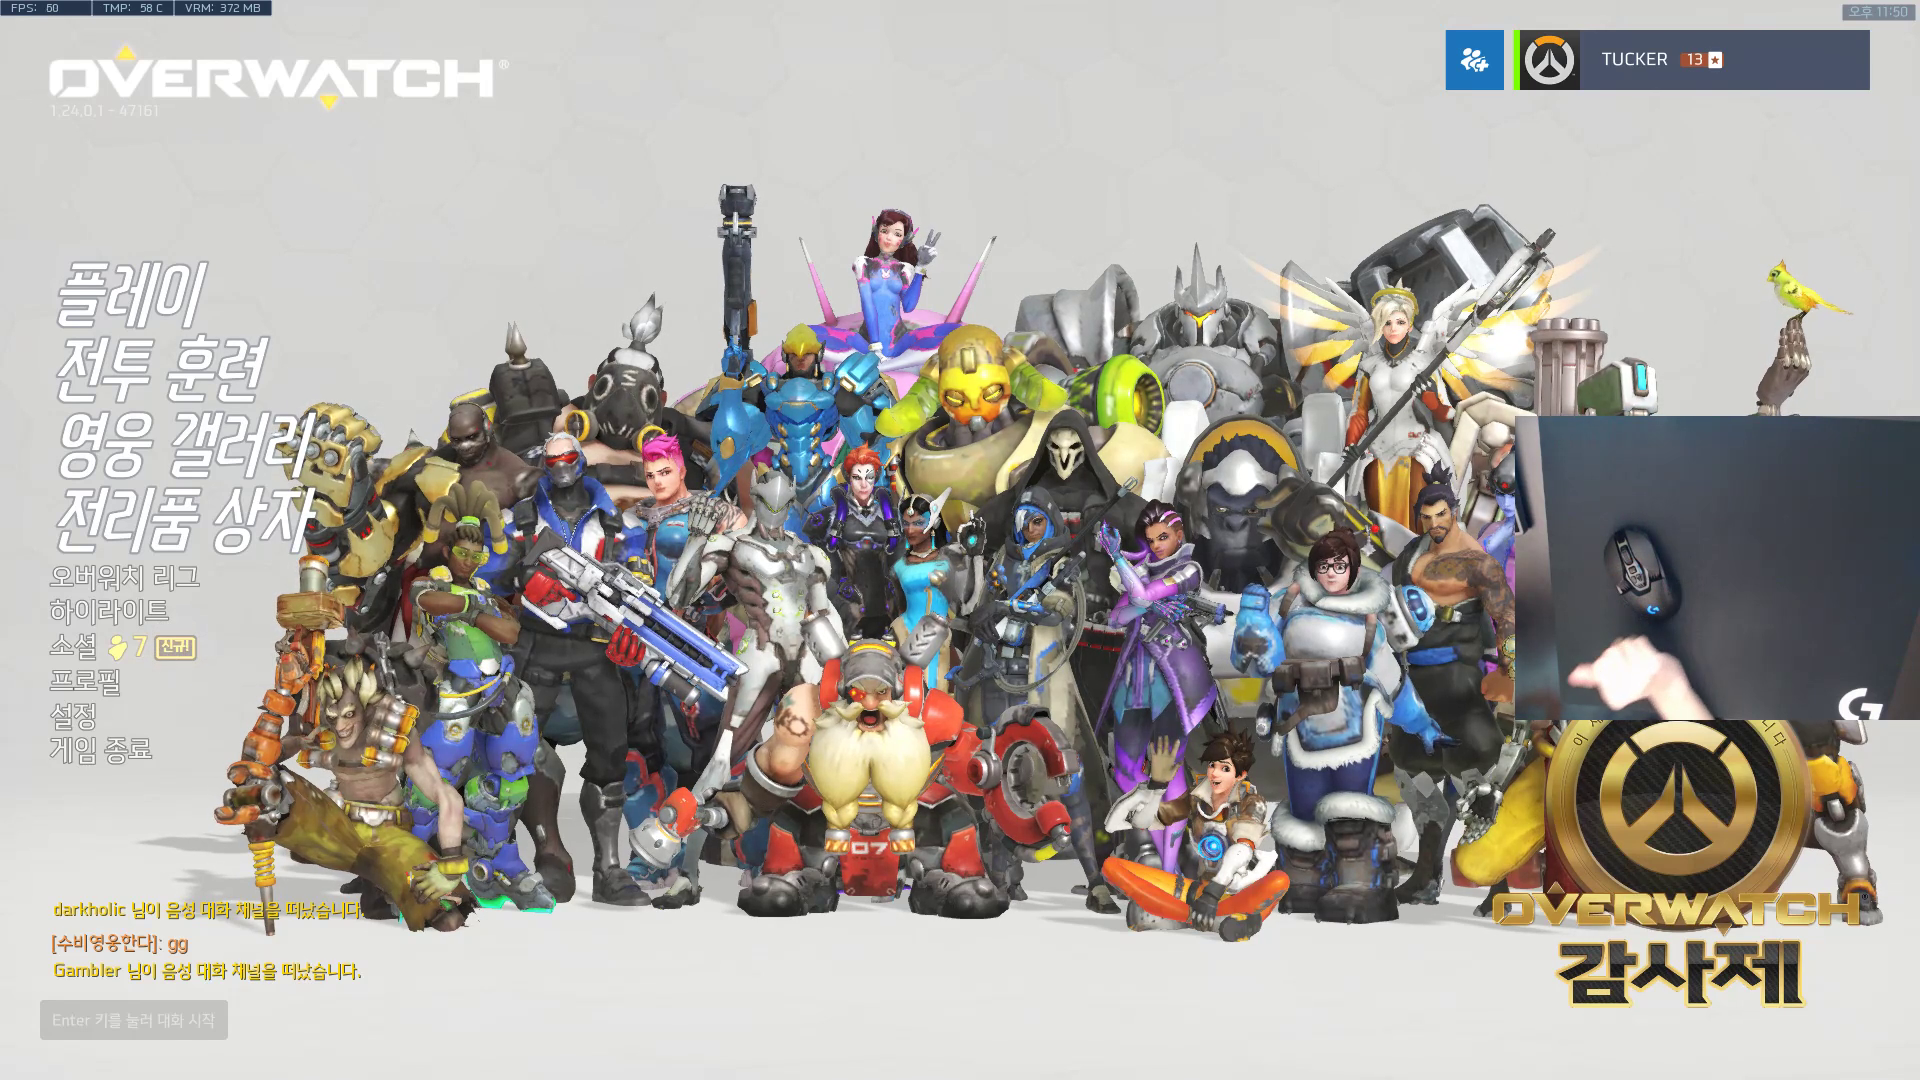 FPS: 60 TMP: 58 C VRM: 372 MB
오후 11:50
OVERWATCH®
1.24.0.1 - 47161
TUCKER 13
플레이
전투 훈련
영웅 갤러리
전리품 상자
오버워치 리그
하이라이트
소셜 7 신규!
프로필
설정
게임 종료
07
G
이
니다
darkholic 님이 음성 대화 채널을 떠났습니다.
[수비영웅한다]: gg
Gambler 님이 음성 대화 채널을 떠났습니다.
Enter 키를 눌러 대화 시작
OVERWATCH
감사제